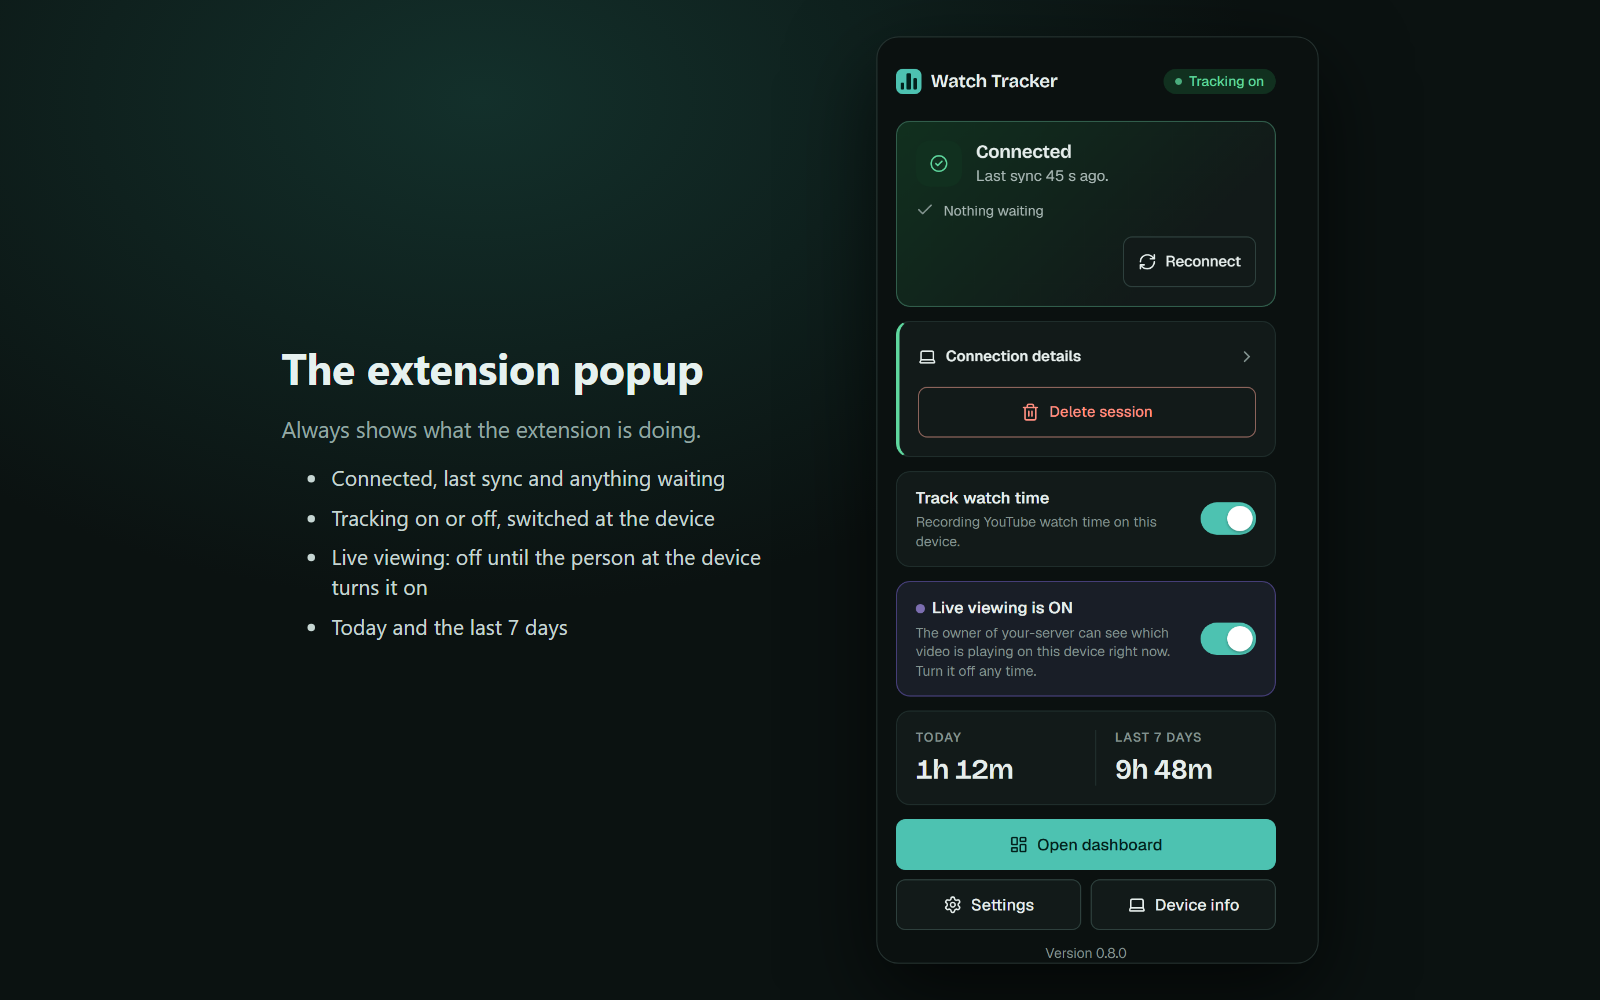 The extension popup
Always shows what the extension is doing.
Connected, last sync and anything waiting
Tracking on or off, switched at the device
Live viewing: off until the person at the device
turns it on
Today and the last 7 days
Watch Tracker
Tracking on
Connected
Last sync 45 s ago.
Nothing waiting
Reconnect
Connection details
Delete session
Track watch time
Recording YouTube watch time on this
device.
Live viewing is ON
The owner of your-server can see which
video is playing on this device right now.
Turn it off any time.
TODAY
1h 12m
LAST 7 DAYS
9h 48m
Open dashboard
Settings
Device info
Version 0.8.0